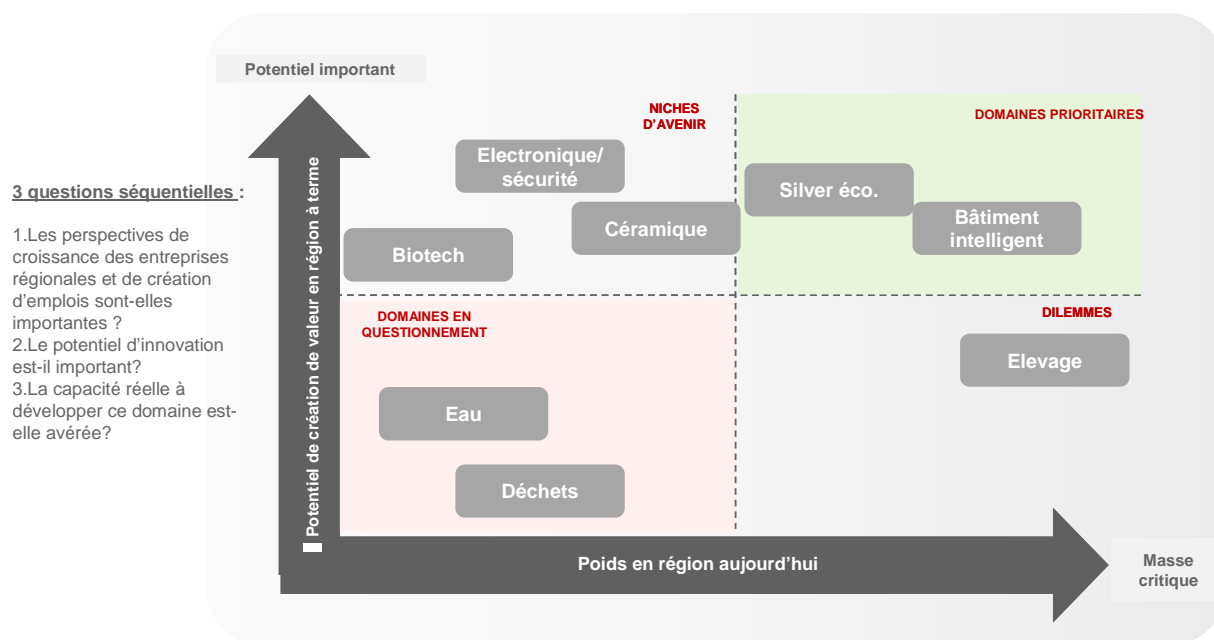 Potentiel important
3 questions séquentielles :
1.Les perspectives de
croissance des entreprises
régionales et de création
d'emplois sont-elles
importantes ?
2.Le potentiel d'innovation
est-il important?
3.La capacité réelle à
développer ce domaine est-
elle avérée?
Potentiel de création de valeur en région à terme
NICHES
D'AVENIR
DOMAINES PRIORITAIRES
Electronique/
sécurité
Silver éco.
Céramique
Bâtiment
intelligent
Biotech
DOMAINES EN
QUESTIONNEMENT
DILEMMES
Elevage
Eau
Déchets
Poids en région aujourd'hui
Masse
critique